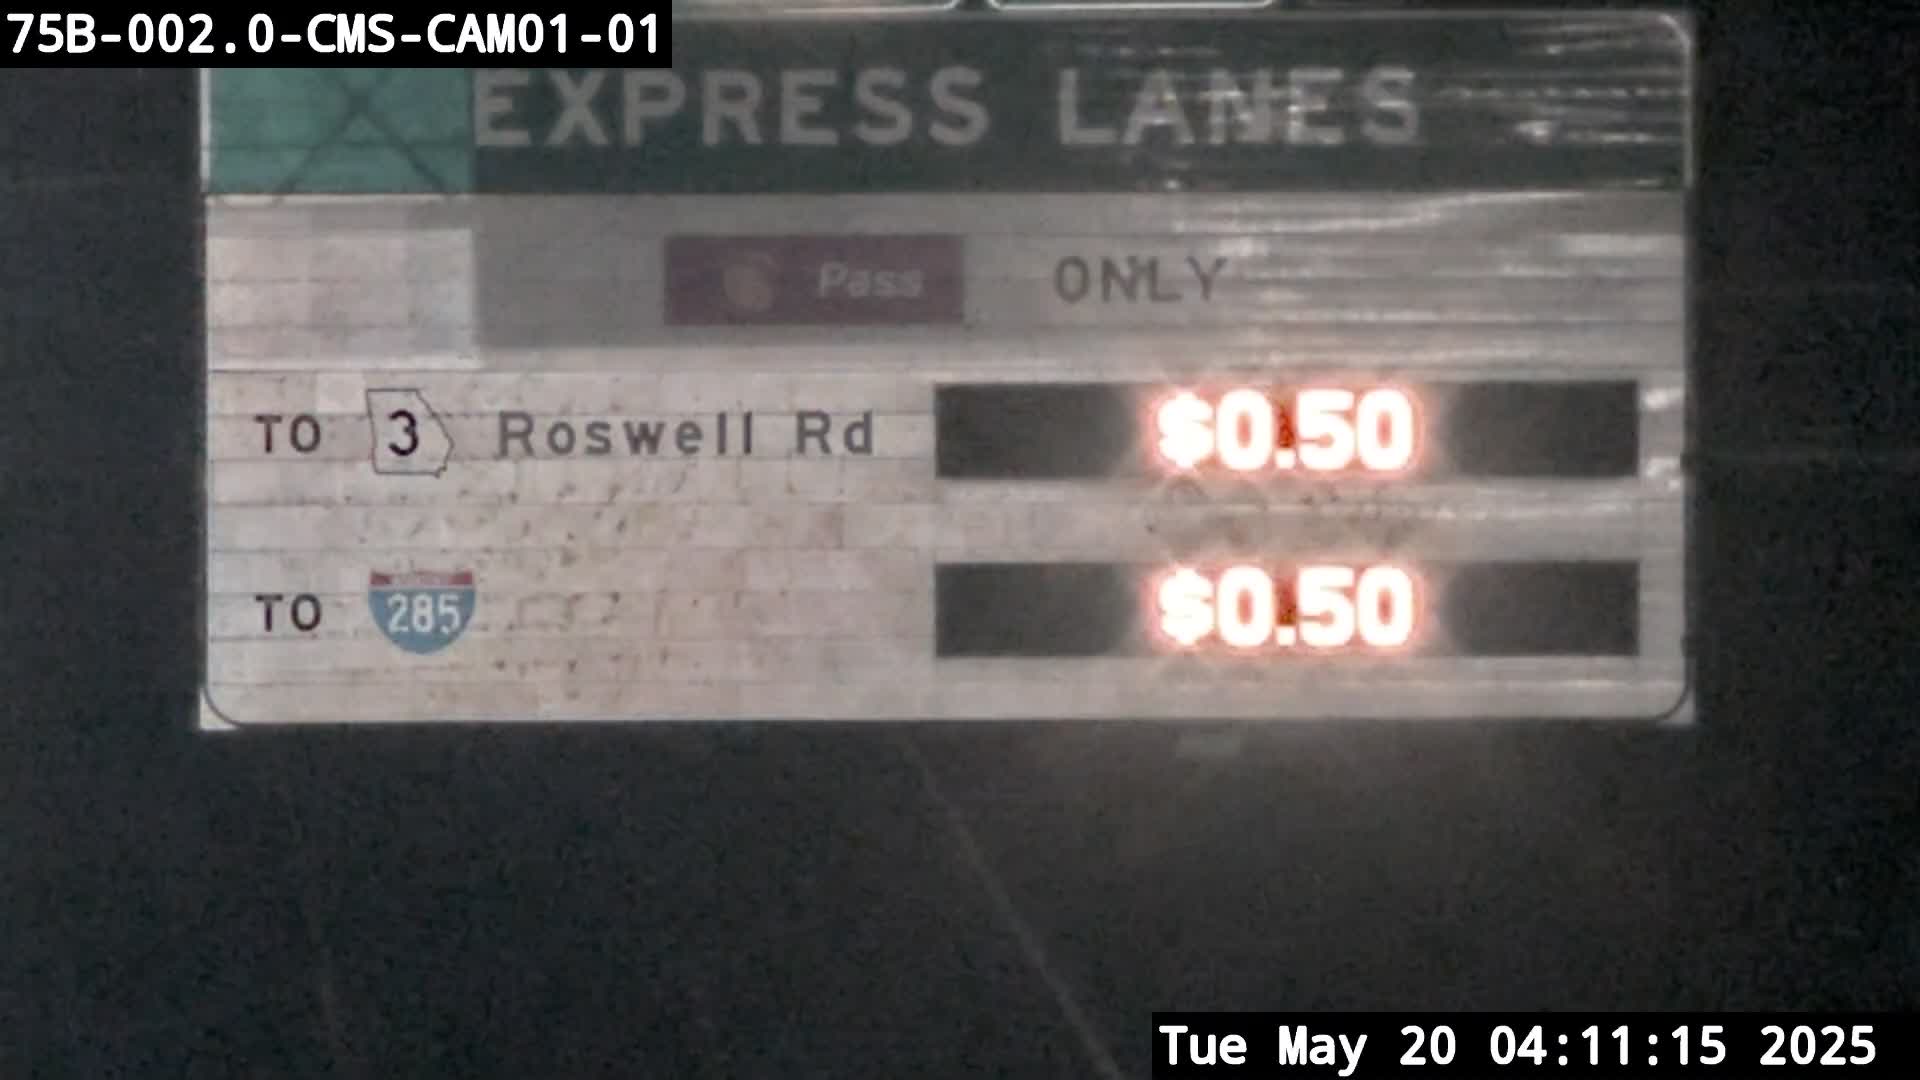 75B-002.0-CMS-CAM01-01
EXPRESS LANES
Pass ONLY
TO 3 Roswell Rd $0.50
TO 285 $0.50
Tue May 20 04:11:15 2025